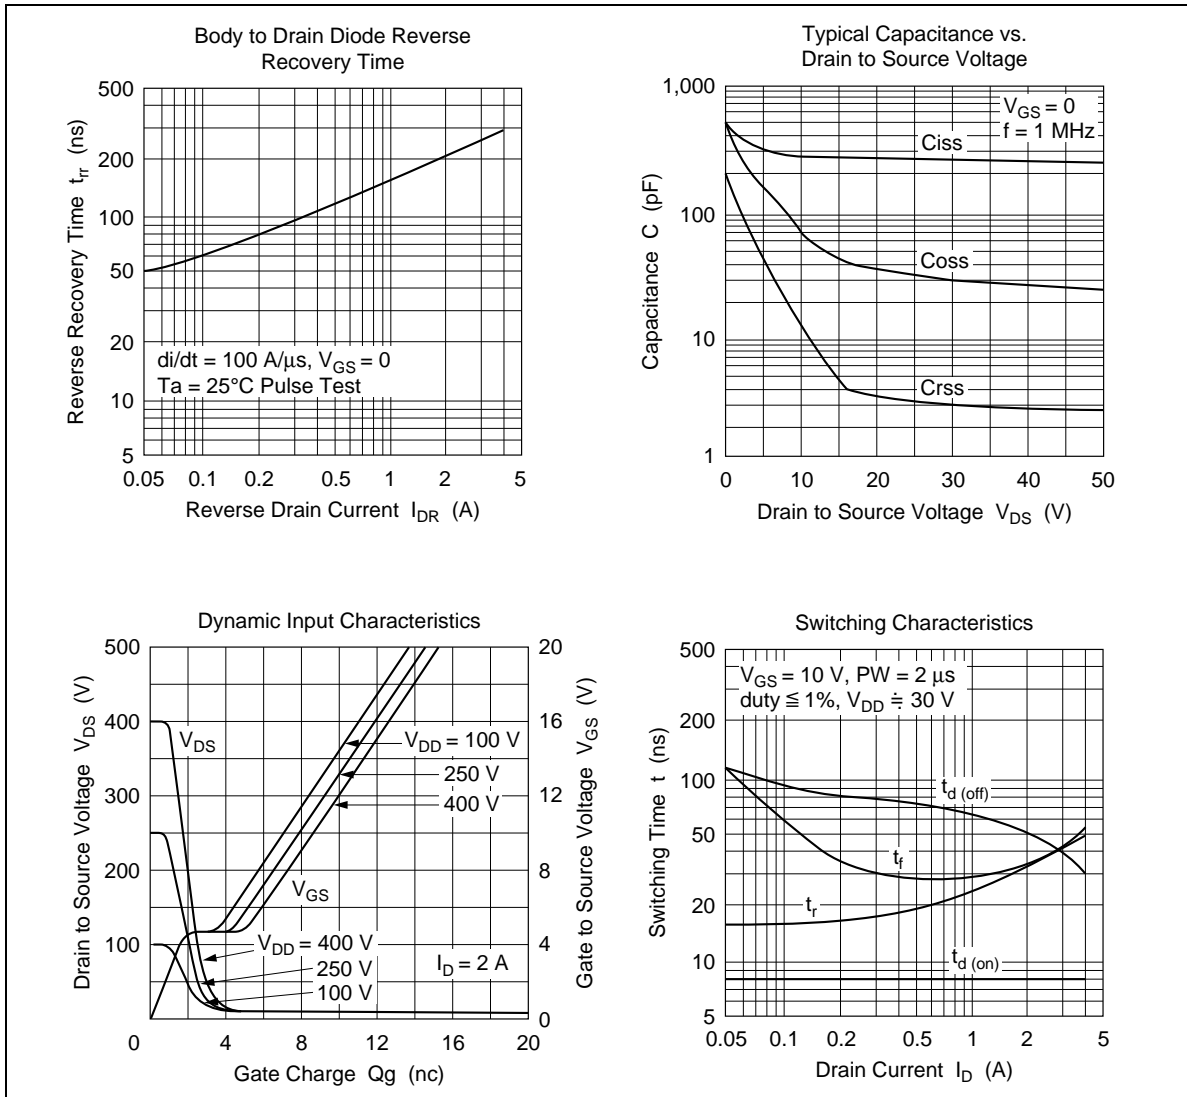 Body to Drain Diode Reverse
Recovery Time
500
200
100
50
20
10
5
Reverse Recovery Time trr (ns)
di/dt = 100 A/μs, VGS = 0
Ta = 25°C Pulse Test
0.05 0.1 0.2 0.5 1 2 5
Reverse Drain Current IDR (A)
Typical Capacitance vs.
Drain to Source Voltage
1,000
100
10
1
Capacitance C (pF)
VGS = 0
f = 1 MHz
Ciss
Coss
Crss
0 10 20 30 40 50
Drain to Source Voltage VDS (V)
Dynamic Input Characteristics
500
400
300
200
100
0
Drain to Source Voltage VDS (V)
20
16
12
8
4
0
Gate to Source Voltage VGS (V)
VDS
VDD = 100 V
250 V
400 V
VGS
VDD = 400 V
250 V
100 V
ID = 2 A
4 8 12 16 20
Gate Charge Qg (nc)
Switching Characteristics
500
200
100
50
20
10
5
Switching Time t (ns)
VGS = 10 V, PW = 2 μs
duty ≦ 1%, VDD ≒ 30 V
td (off)
tf
tr
td (on)
0.05 0.1 0.2 0.5 1 2 5
Drain Current ID (A)